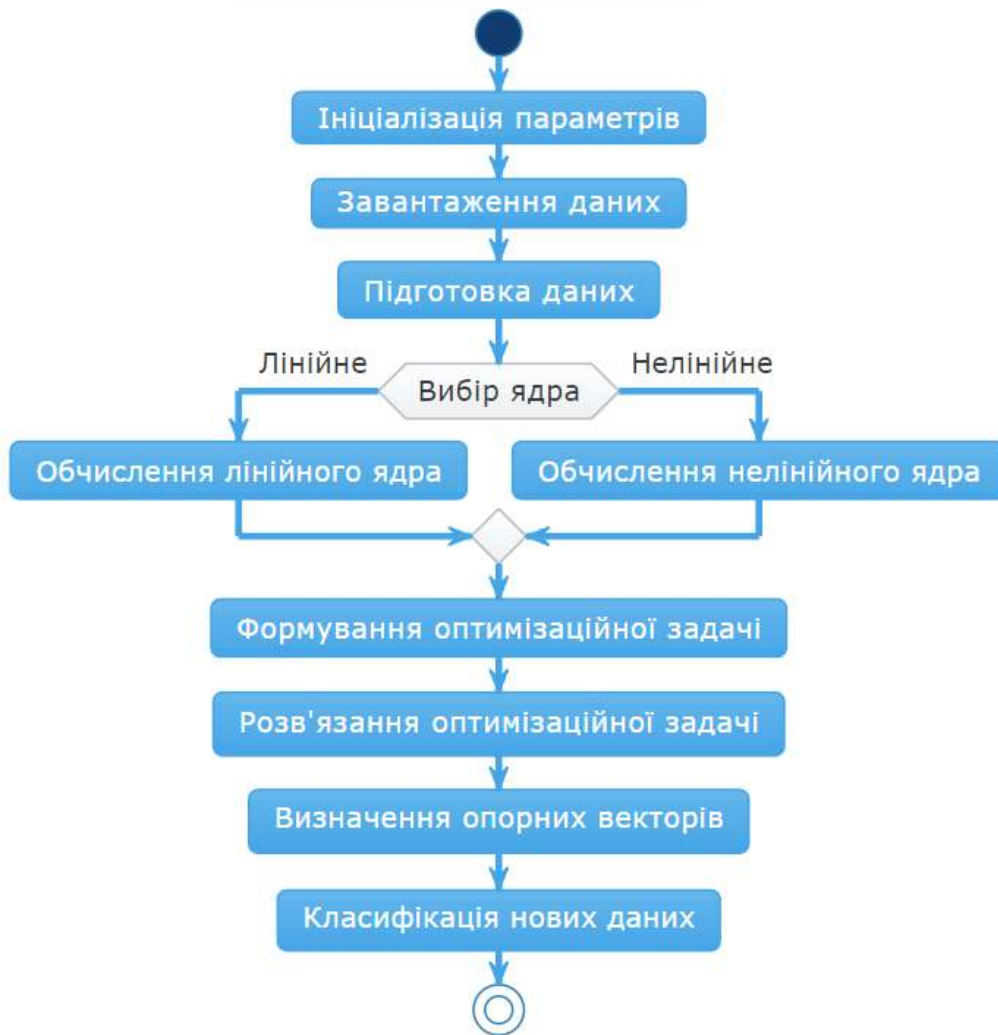 Ініціалізація параметрів
Завантаження даних
Підготовка даних
Лінійне
Вибір ядра
Нелінійне
Обчислення лінійного ядра
Обчислення нелінійного ядра
Формування оптимізаційної задачі
Розв'язання оптимізаційної задачі
Визначення опорних векторів
Класифікація нових даних